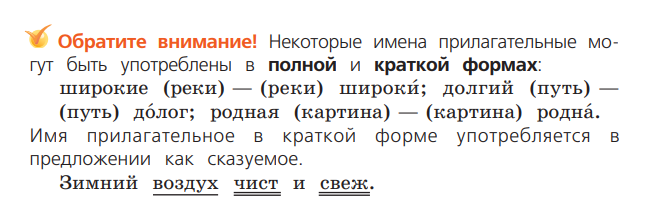 Обратите внимание! Некоторые имена прилагательные мо-
гут быть употреблены в полной и краткой формах:
широкие (реки) — (реки) широки́; долгий (путь) —
(путь) до́лог; родная (картина) — (картина) родна́.
Имя прилагательное в краткой форме употребляется в
предложении как сказуемое.
Зимний воздух чист и свеж.